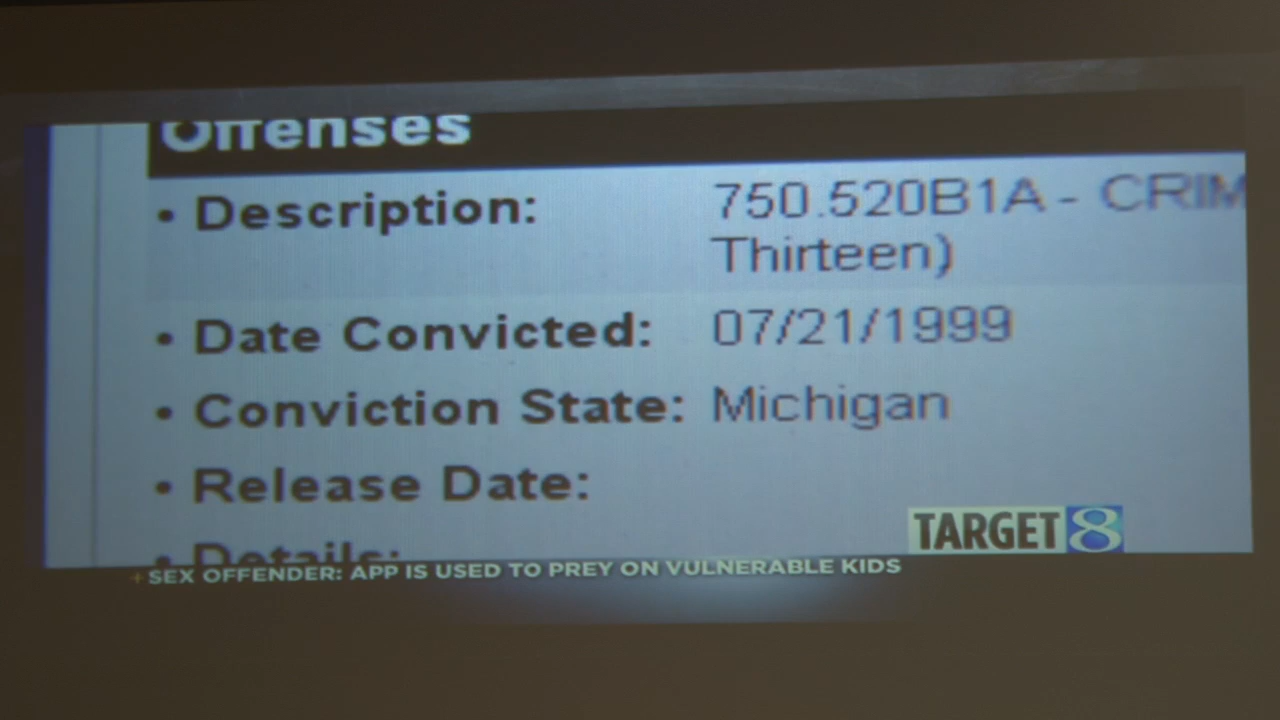 Offenses
• Description: 750.520B1A - CRIM
Thirteen)
• Date Convicted: 07/21/1999
• Conviction State: Michigan
• Release Date:
• Details:
TARGET 8
+SEX OFFENDER: APP IS USED TO PREY ON VULNERABLE KIDS